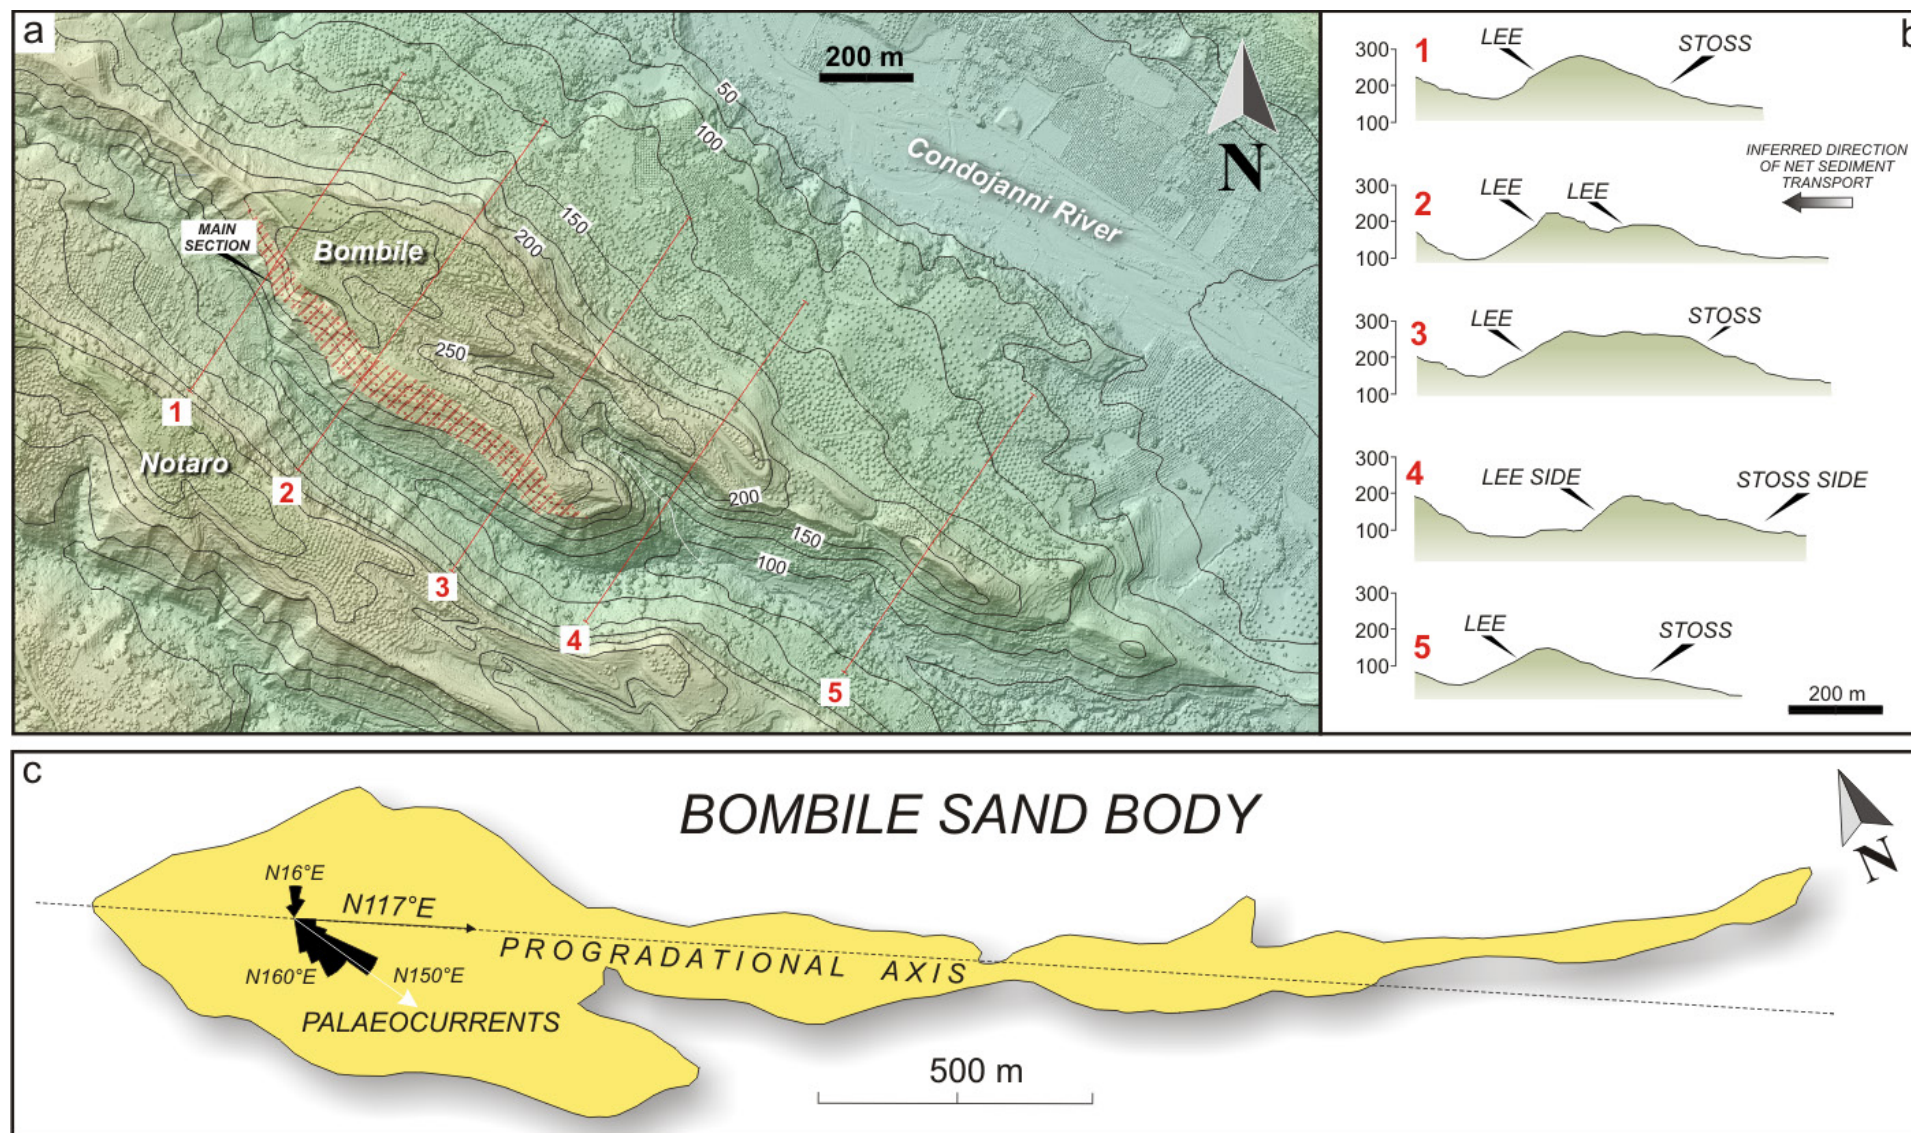 a
200 m
N
50
100
Condojanni River
150
200
MAIN
SECTION
Bombile
250
1
Notaro
2
200
150
100
3
4
5
b
300
200
100
1
LEE
STOSS
INFERRED DIRECTION
OF NET SEDIMENT
TRANSPORT
300
200
100
2
LEE
LEE
300
200
100
3
LEE
STOSS
300
200
100
4
LEE SIDE
STOSS SIDE
300
200
100
5
LEE
STOSS
200 m
c
BOMBILE SAND BODY
N
N16°E
N117°E
PROGRADATIONAL AXIS
N160°E
N150°E
PALAEOCURRENTS
500 m